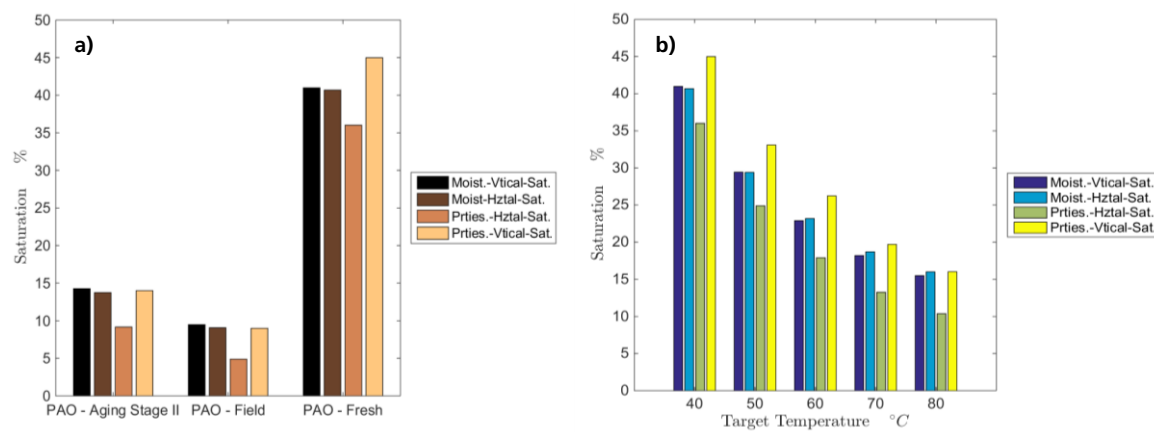 a)
50
45
40
35
30
25
20
15
10
5
0
Saturation %
PAO - Aging Stage II PAO - Field PAO - Fresh
Moist.-Vtical-Sat.
Moist-Hztal-Sat.
Prties.-Hztal-Sat.
Prties.-Vtical-Sat.
b)
50
45
40
35
30
25
20
15
10
5
0
Saturation %
40 50 60 70 80
Target Temperature °C
Moist.-Vtical-Sat.
Moist.-Hztal-Sat.
Prties.-Hztal-Sat.
Prties.-Vtical-Sat